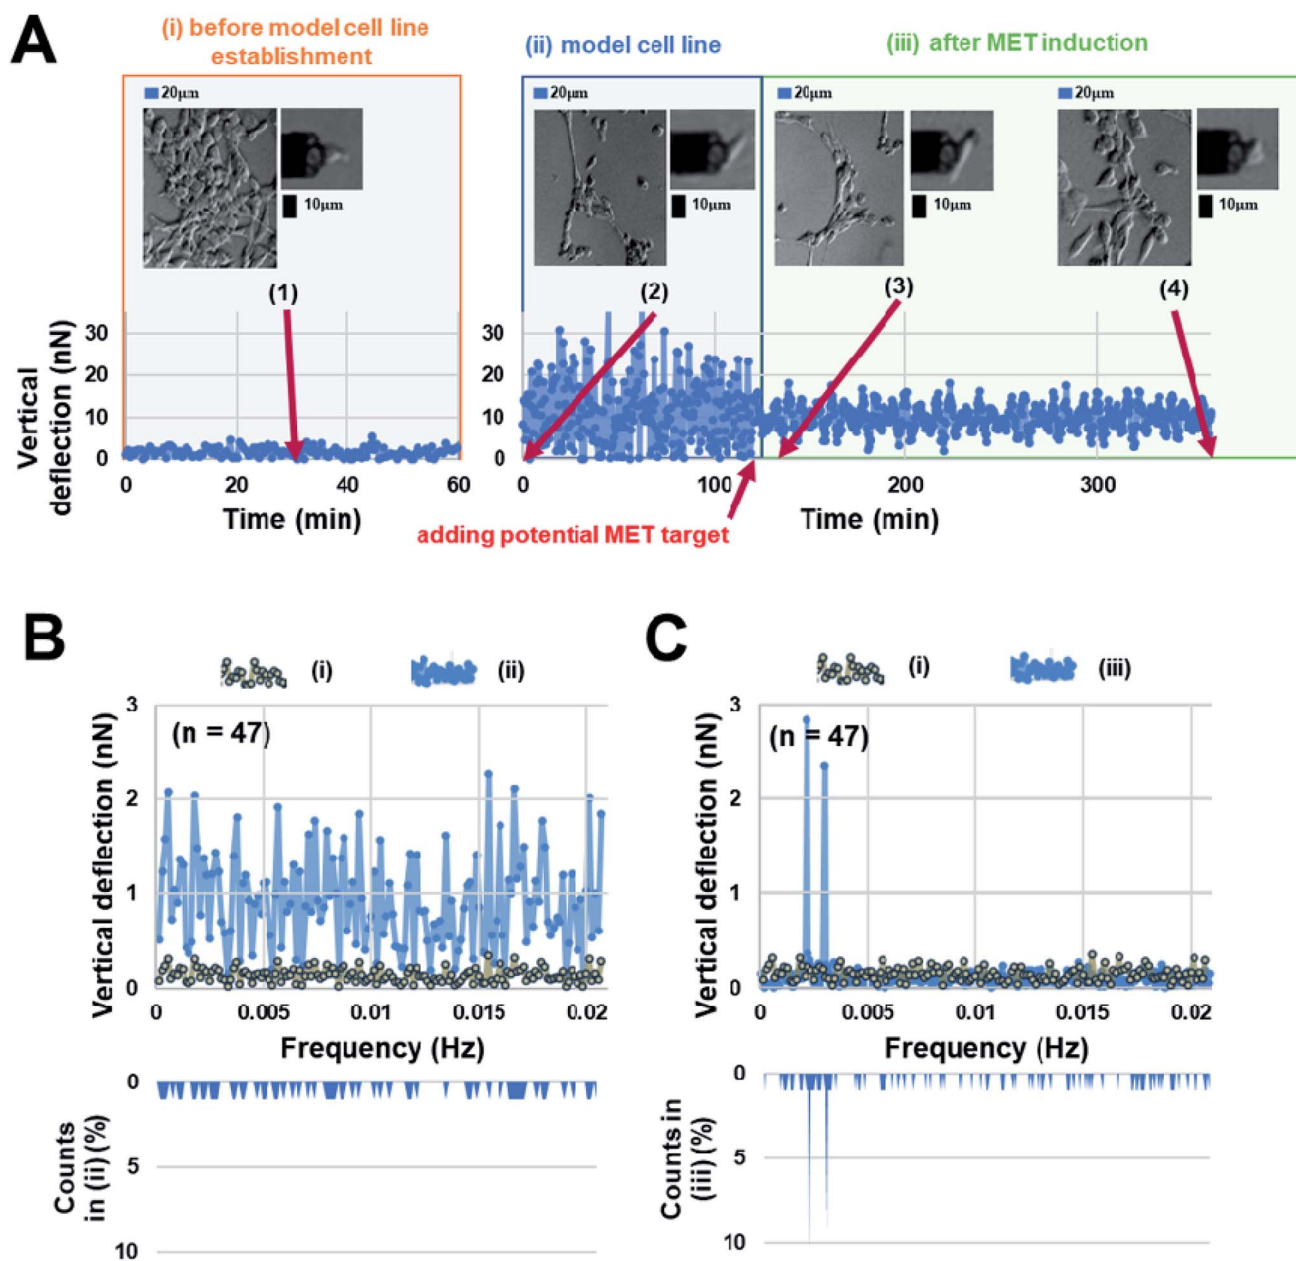 A
(i) before model cell line
establishment
(ii) model cell line
(iii) after MET induction
20µm
10µm
20µm
10µm
20µm
10µm
20µm
10µm
(1)
(2)
(3)
(4)
Vertical
deflection (nN)
30
20
10
0
30
20
10
0
0 20 40 60
0 100 200 300
Time (min)
Time (min)
adding potential MET target
B
(i) (ii)
(n = 47)
Vertical deflection (nN)
3
2
1
0
0 0.005 0.01 0.015 0.02
Frequency (Hz)
Counts
in (ii) (%)
0
5
10
C
(i) (iii)
(n = 47)
Vertical deflection (nN)
3
2
1
0
0 0.005 0.01 0.015 0.02
Frequency (Hz)
Counts in
(iii) (%)
0
5
10